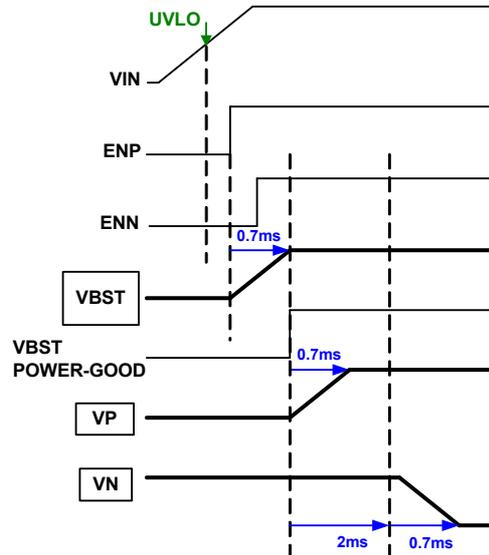 UVLO
VIN
ENP
ENN
0.7ms
VBST
VBST
POWER-GOOD
0.7ms
VP
VN
2ms
0.7ms